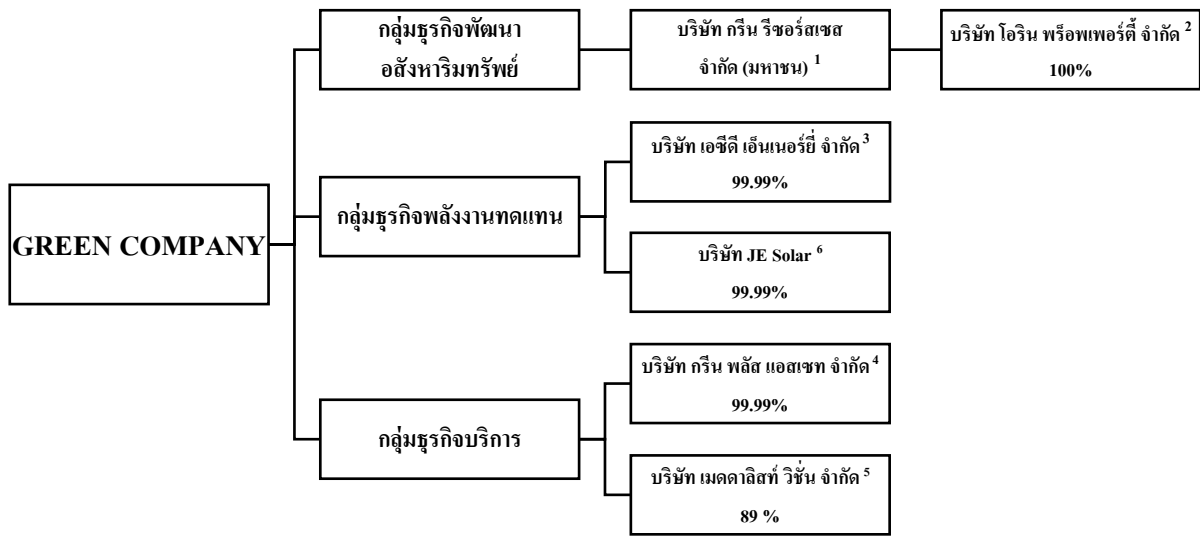 กลุ่มธุรกิจพัฒนา
อสังหาริมทรัพย์
บริษัท กรีน รีซอร์สเซส
จำกัด (มหาชน) 1
บริษัท โอริน พร็อพเพอร์ตี้ จำกัด 2
100%
บริษัท เอซีดี เอ็นเนอร์ยี่ จำกัด 3
99.99%
GREEN COMPANY
กลุ่มธุรกิจพลังงานทดแทน
บริษัท JE Solar 6
99.99%
บริษัท กรีน พลัส แอสเซท จำกัด 4
99.99%
กลุ่มธุรกิจบริการ
บริษัท เมดดาลิสท์ วิชั่น จำกัด 5
89 %